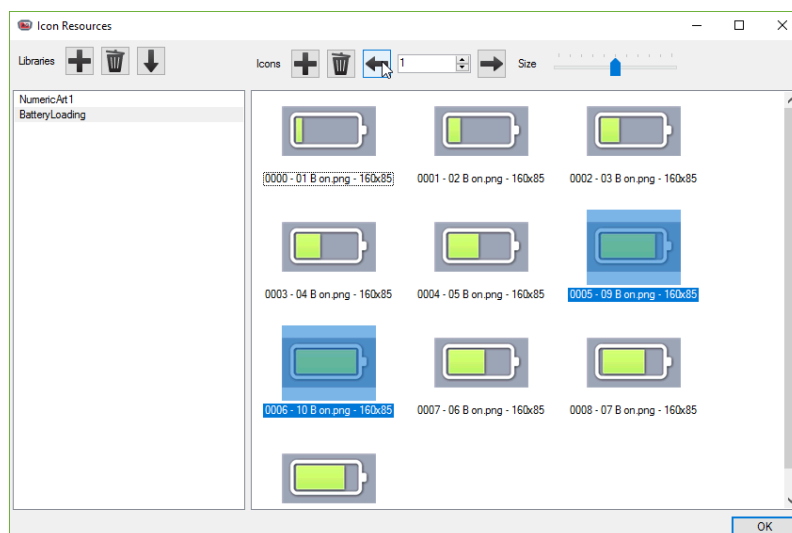 Icon Resources
Libraries
Icons
1
Size
NumericArt1
BatteryLoading
0000 - 01 B on.png - 160x85
0001 - 02 B on.png - 160x85
0002 - 03 B on.png - 160x85
0003 - 04 B on.png - 160x85
0004 - 05 B on.png - 160x85
0005 - 09 B on.png - 160x85
0006 - 10 B on.png - 160x85
0007 - 06 B on.png - 160x85
0008 - 07 B on.png - 160x85
OK